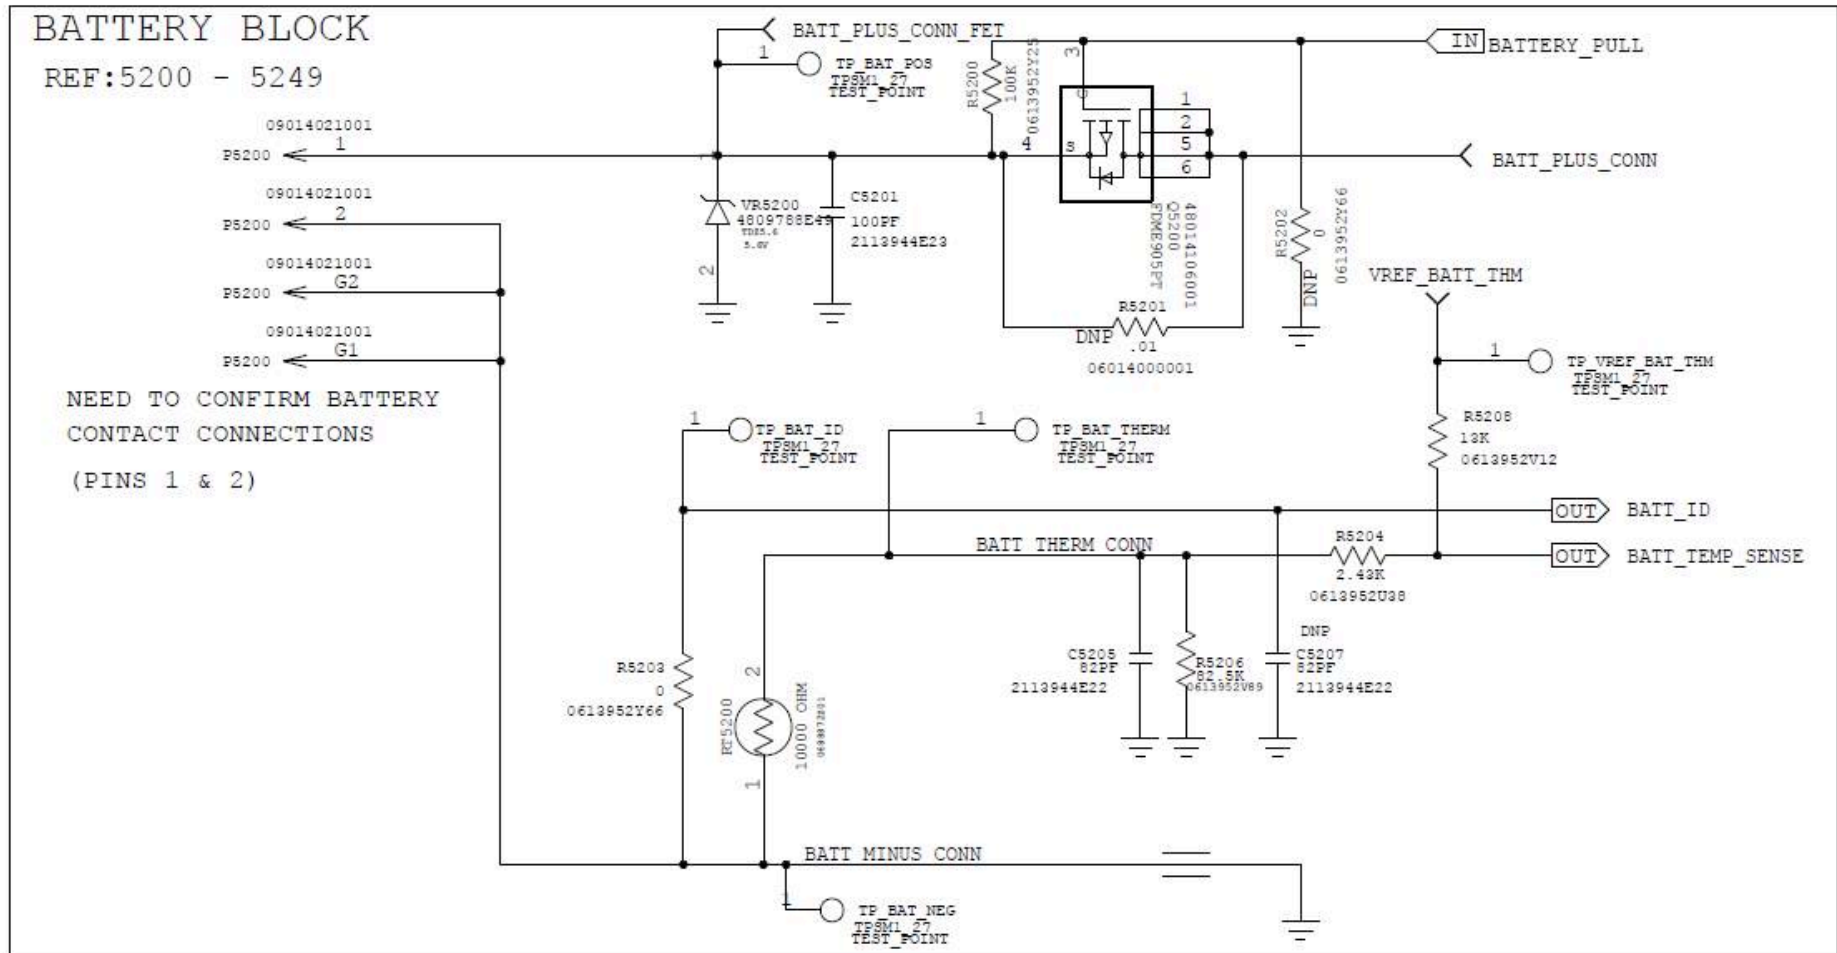 BATTERY BLOCK
REF:5200 - 5249
BATT_PLUS_CONN_FET
1
TP_BAT_POS
TPSM1_27
TEST_POINT
R5200
100K
0613952Y25
3
IN
BATTERY_PULL
09014021001
P5200
1
09014021001
P5200
2
09014021001
P5200
G2
09014021001
P5200
G1
NEED TO CONFIRM BATTERY
CONTACT CONNECTIONS
(PINS 1 & 2)
VR5200
4809788E49
5.6V
2
C5201
100PF
2113944E23
4
S
G
1
2
5
6
BATT_PLUS_CONN
48014106001
Q5200
FDME905PT
R5201
DNP
.01
06014000001
R5202
0
0613952Y66
DNP
VREF_BATT_THM
1
TP_VREF_BAT_THM
TPSM1_27
TEST_POINT
R5208
13K
0613952V12
1
TP_BAT_ID
TPSM1_27
TEST_POINT
1
TP_BAT_THERM
TPSM1_27
TEST_POINT
OUT
BATT_ID
BATT THERM CONN
R5204
2.43K
0613952U38
OUT
BATT_TEMP_SENSE
R5203
0
0613952Y66
2
RT5200
10000 OHM
1
C5205
82PF
2113944E22
R5206
82.5K
0613952V89
DNP
C5207
82PF
2113944E22
BATT MINUS CONN
1
TP_BAT_NEG
TPSM1_27
TEST_POINT